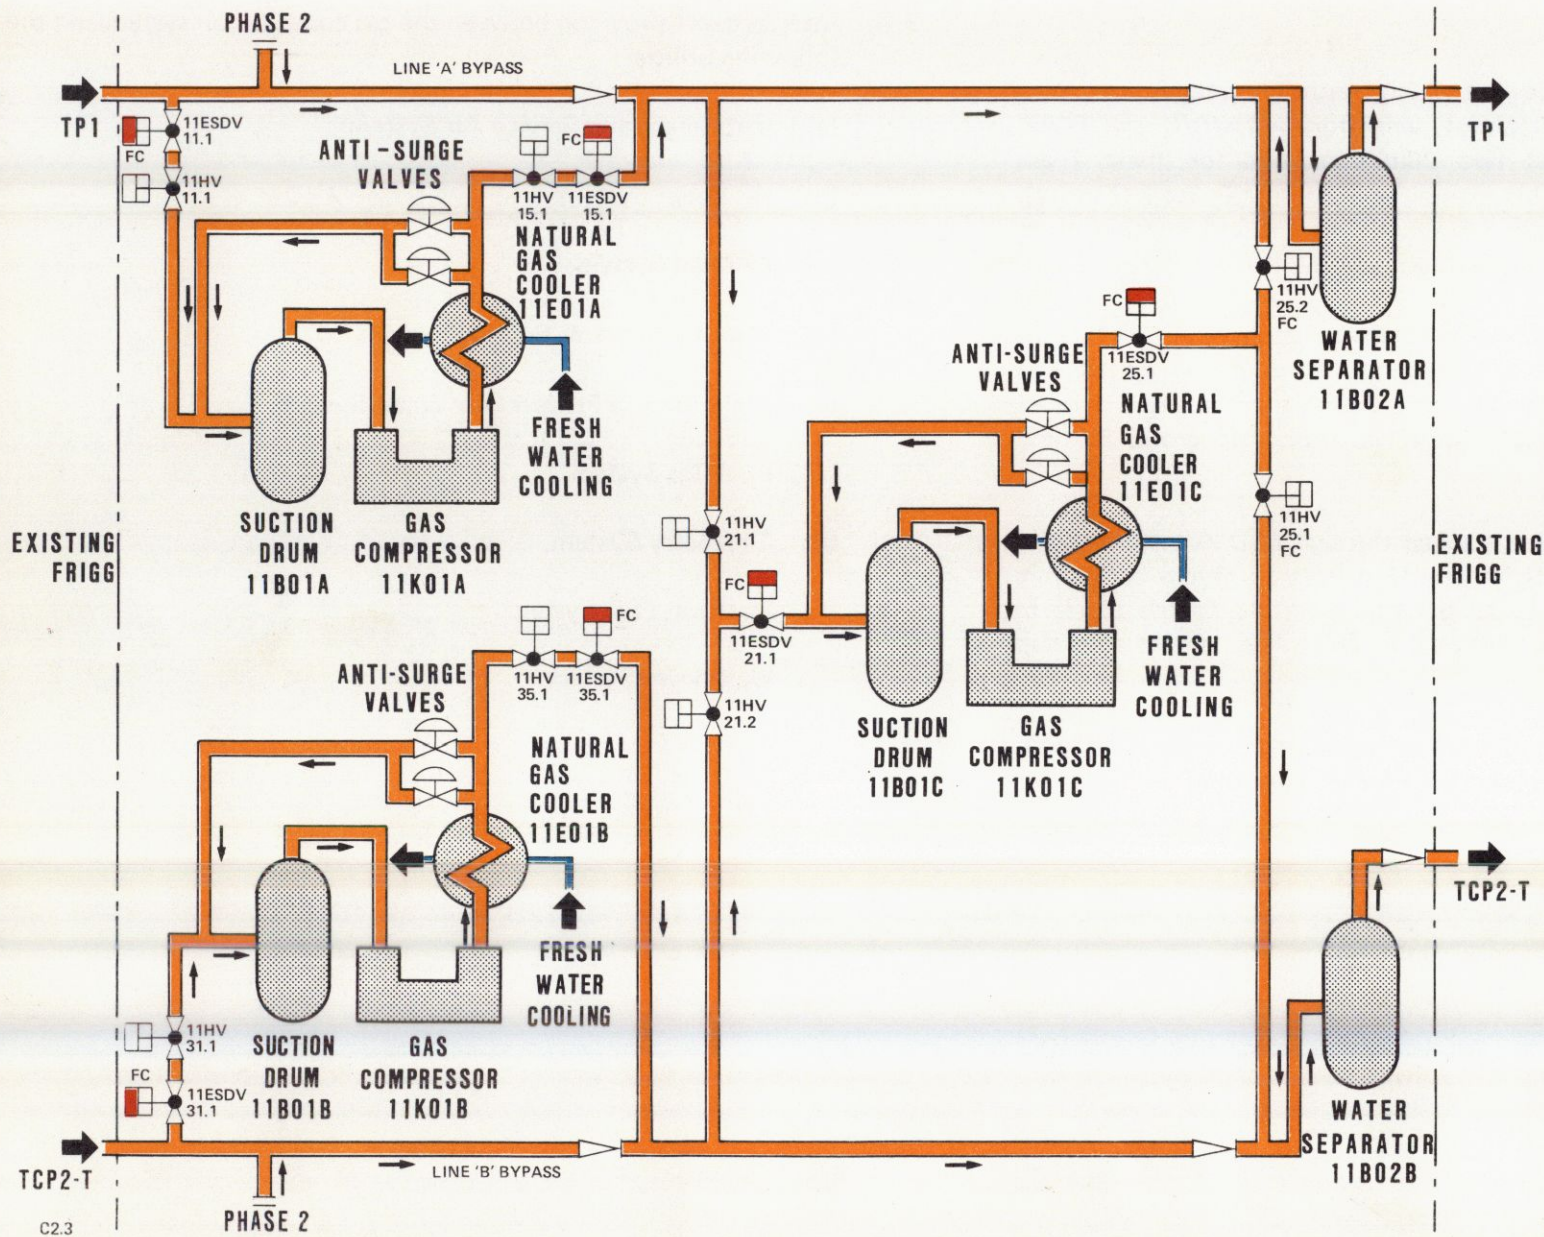 PHASE 2
LINE 'A' BYPASS
TP1
TP1
11ESDV
11.1
FC
11HV
11.1
ANTI-SURGE
VALVES
FC
11HV
15.1
11ESDV
15.1
NATURAL
GAS
COOLER
11E01A
FRESH
WATER
COOLING
SUCTION
DRUM
11B01A
GAS
COMPRESSOR
11K01A
EXISTING
FRIGG
11HV
25.2
FC
WATER
SEPARATOR
11B02A
FC
11ESDV
25.1
ANTI-SURGE
VALVES
NATURAL
GAS
COOLER
11E01C
11HV
21.1
11HV
25.1
FC
EXISTING
FRIGG
FC
11ESDV
21.1
11HV
21.2
FRESH
WATER
COOLING
SUCTION
DRUM
11B01C
GAS
COMPRESSOR
11K01C
FC
11HV
35.1
11ESDV
35.1
ANTI-SURGE
VALVES
NATURAL
GAS
COOLER
11E01B
FRESH
WATER
COOLING
TCP2-T
11HV
31.1
FC
11ESDV
31.1
SUCTION
DRUM
11B01B
GAS
COMPRESSOR
11K01B
WATER
SEPARATOR
11B02B
TCP2-T
LINE 'B' BYPASS
PHASE 2
C2.3